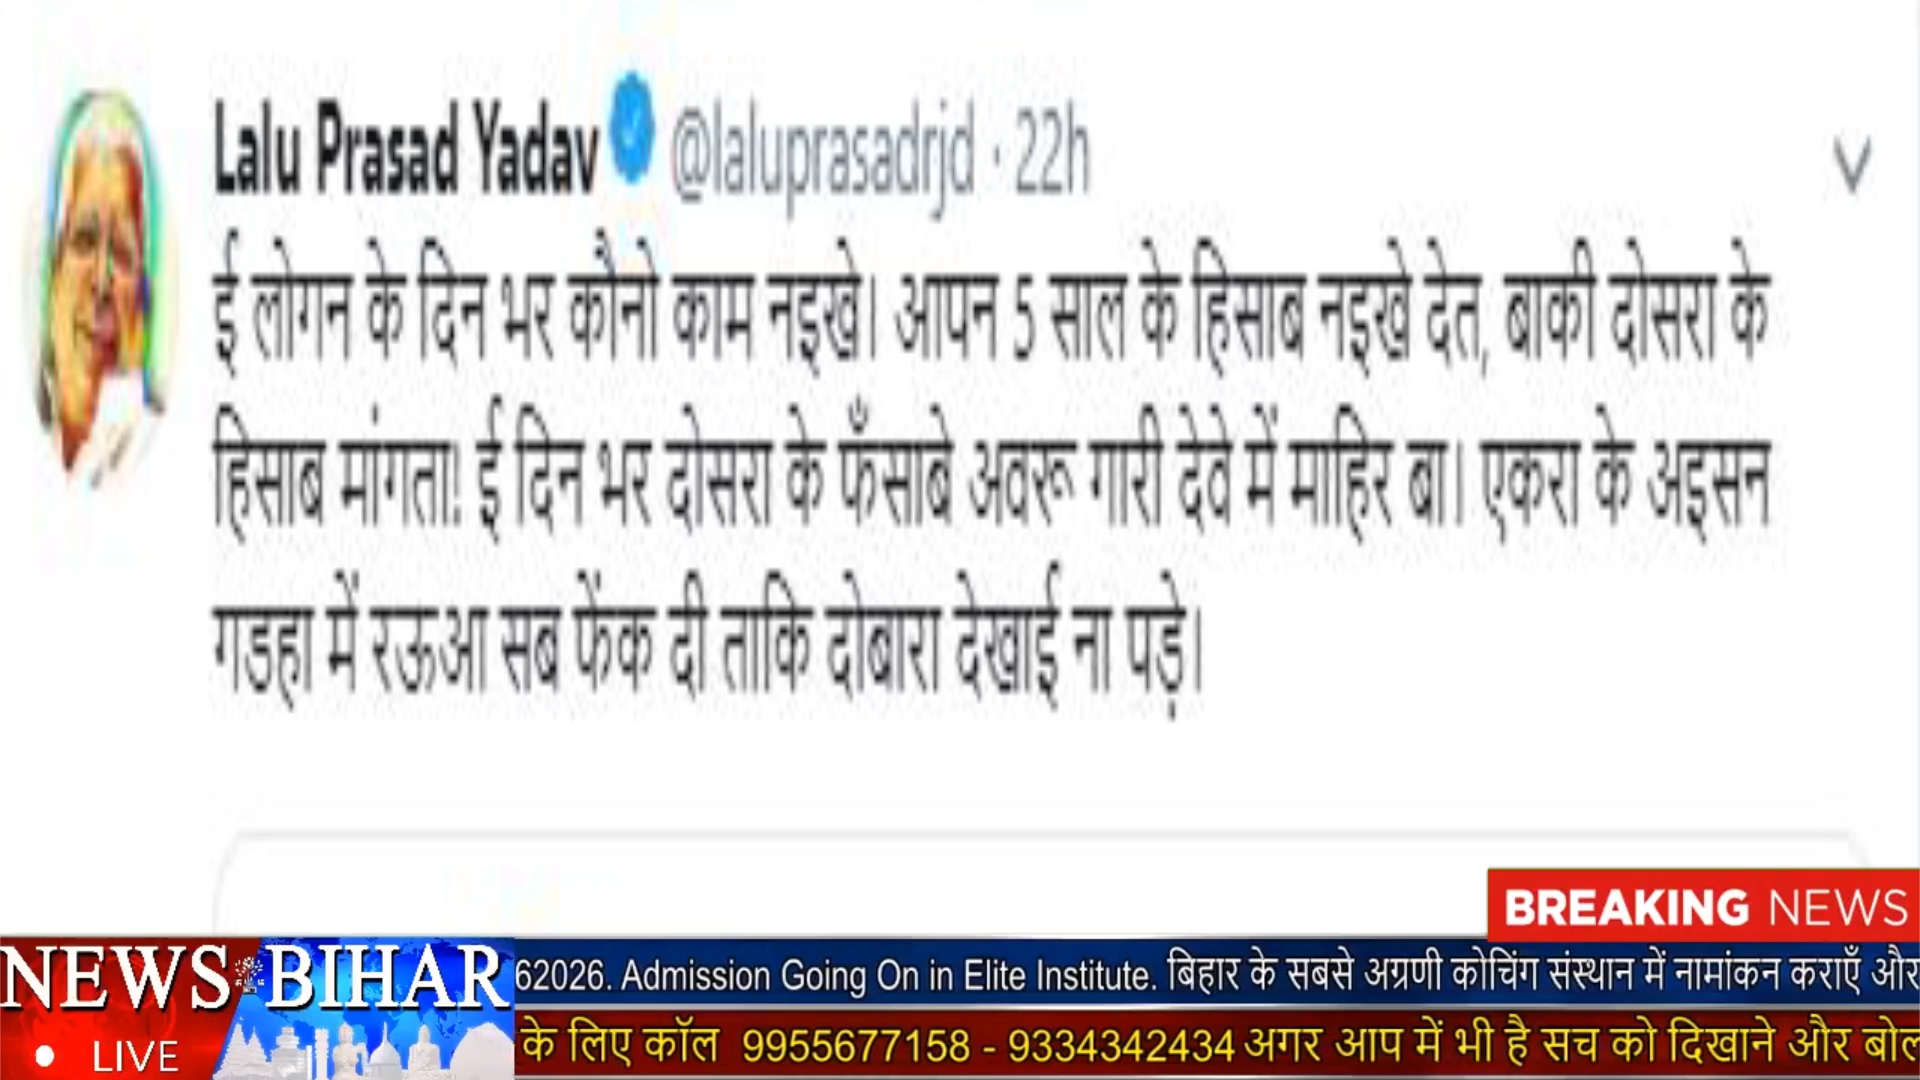 Lalu Prasad Yadav @laluprasadrjd · 22h
ई लोगन के दिन भर कौनो काम नइखे। आपन 5 साल के हिसाब नइखे देत, बाकी दोसरा के
हिसाब मांगता! ई दिन भर दोसरा के फँसाबे अवरू गारी देवे में माहिर बा। एकरा के अइसन
गडहा में रऊआ सब फेंक दी ताकि दोबारा देखाई ना पड़े।
BREAKING NEWS
NEWS BIHAR
62026. Admission Going On in Elite Institute. बिहार के सबसे अग्रणी कोचिंग संस्थान में नामांकन कराएँ और
LIVE
के लिए कॉल 9955677158 - 9334342434 अगर आप में भी है सच को दिखाने और बोल